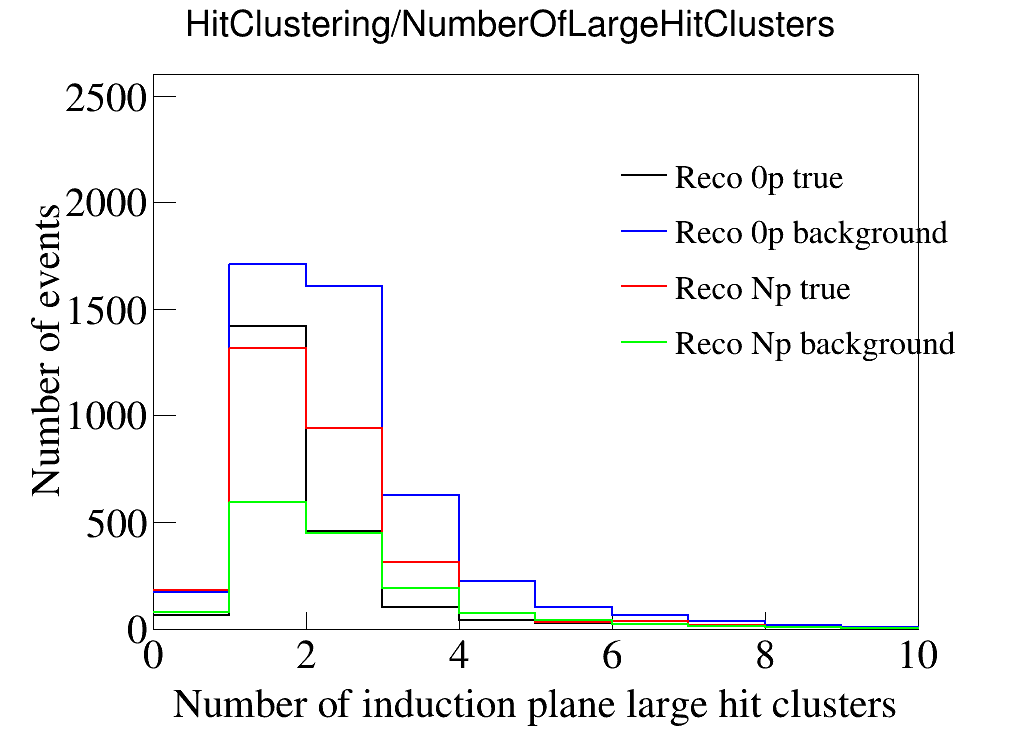 HitClustering/NumberOfLargeHitClusters
2500
2000
1500
1000
500
0
Number of events
Reco 0p true
Reco 0p background
Reco Np true
Reco Np background
0 2 4 6 8 10
Number of induction plane large hit clusters